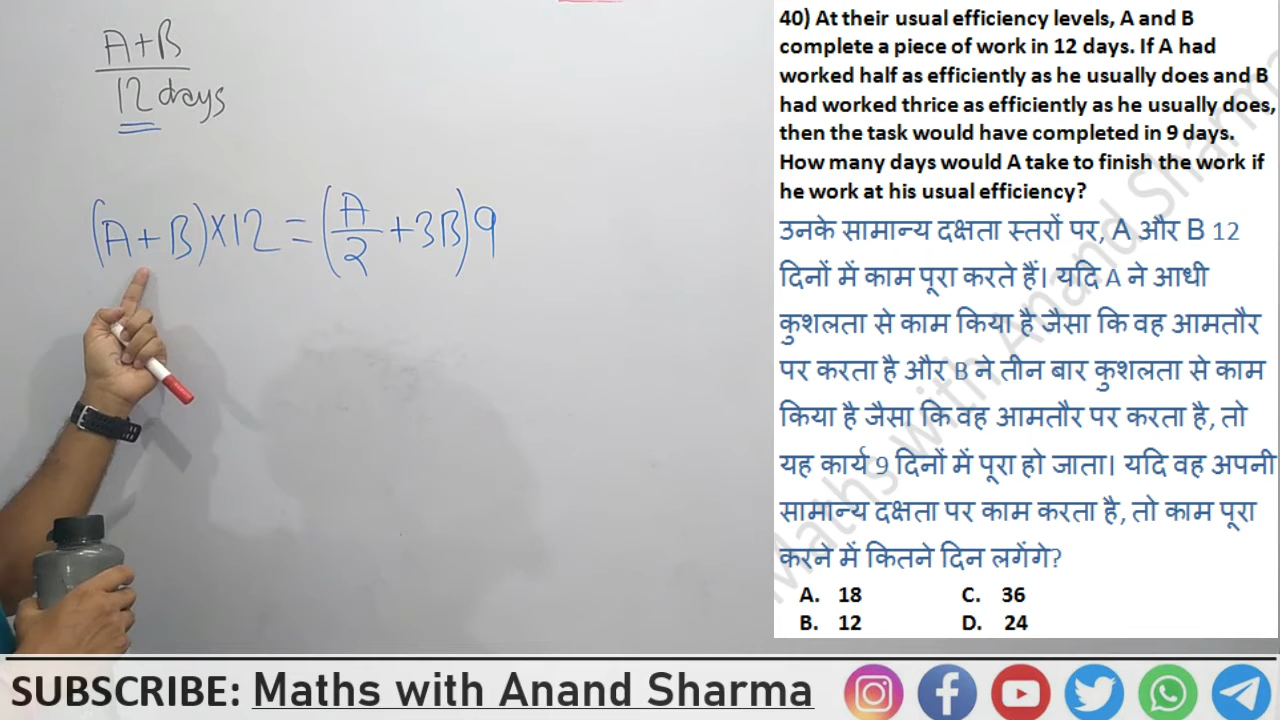 A+B
12 days
(A+B)×12=(A/2+3B)9
40) At their usual efficiency levels, A and B
complete a piece of work in 12 days. If A had
worked half as efficiently as he usually does and B
had worked thrice as efficiently as he usually does,
then the task would have completed in 9 days.
How many days would A take to finish the work if
he work at his usual efficiency?
उनके सामान्य दक्षता स्तरों पर, A और B 12
दिनों में काम पूरा करते हैं। यदि A ने आधी
कुशलता से काम किया है जैसा कि वह आमतौर
पर करता है और B ने तीन बार कुशलता से काम
किया है जैसा कि वह आमतौर पर करता है, तो
यह कार्य 9 दिनों में पूरा हो जाता। यदि वह अपनी
सामान्य दक्षता पर काम करता है, तो काम पूरा
करने में कितने दिन लगेंगे?
A. 18 C. 36
B. 12 D. 24
Maths with Anand Sharma
SUBSCRIBE: Maths with Anand Sharma